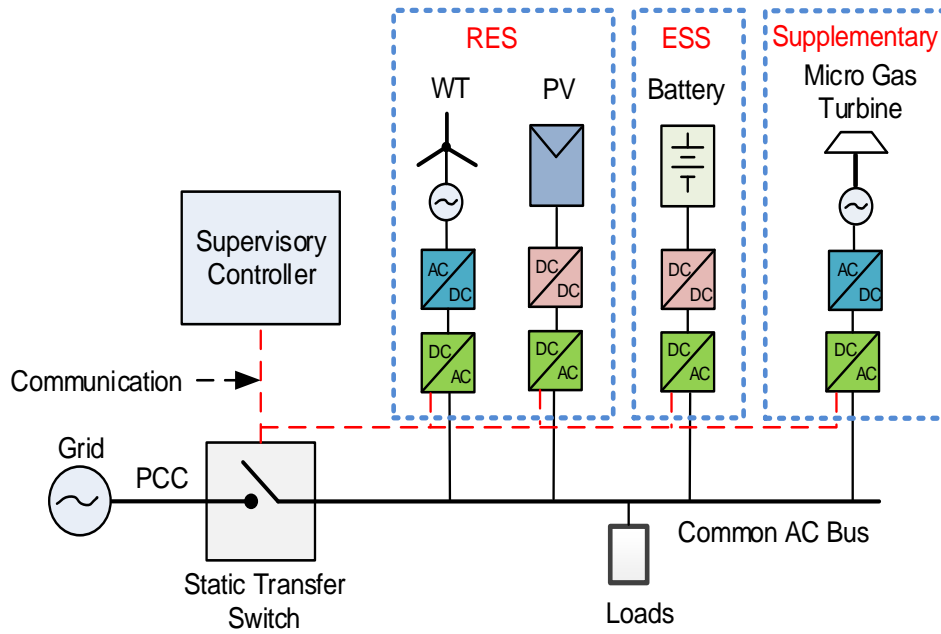 RES
ESS
Supplementary
WT
PV
Battery
Micro Gas
Turbine
Supervisory
Controller
AC
DC
DC
DC
DC
DC
AC
DC
DC
AC
DC
AC
DC
AC
DC
AC
Communication
Grid
PCC
Common AC Bus
Static Transfer
Switch
Loads